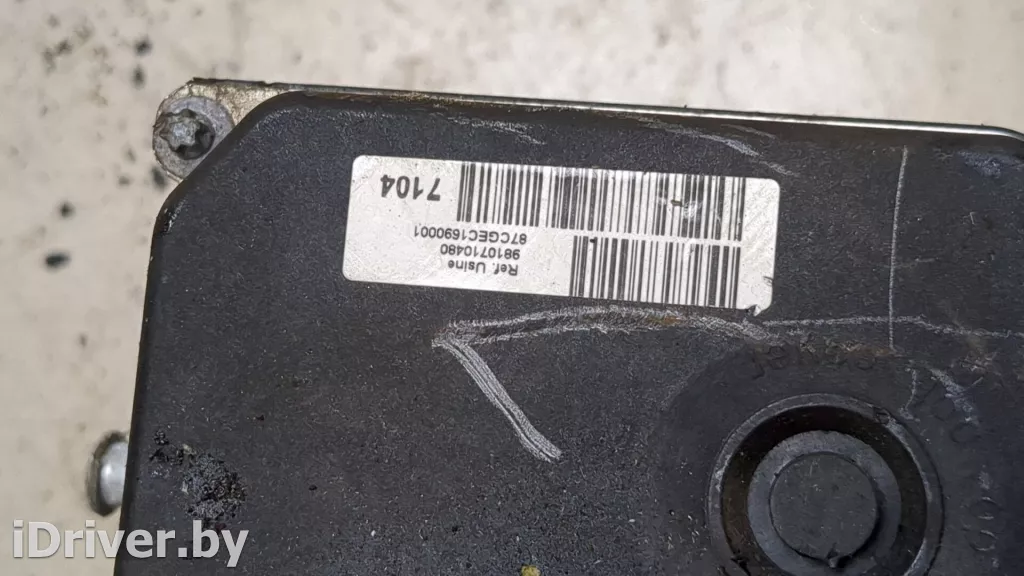 Ref. Usine
9810710480
87CGEC1690001
7104
iDriver.by